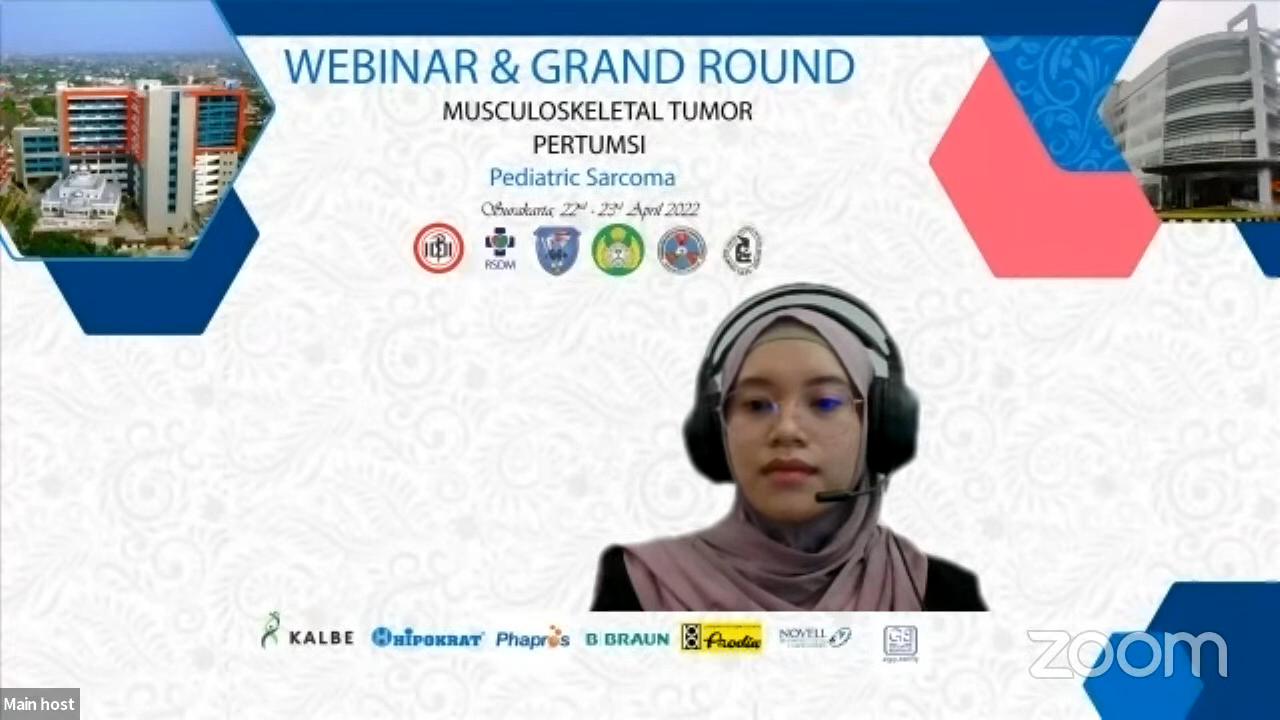 WEBINAR & GRAND ROUND
MUSCULOSKELETAL TUMOR
PERTUMSI
Pediatric Sarcoma
Surakarta, 22nd - 23rd April 2022
IDI
RSDM
KALBE
HIPOKRAT
Phapros
B BRAUN
Prodia
NOVELL
zoom
Main host